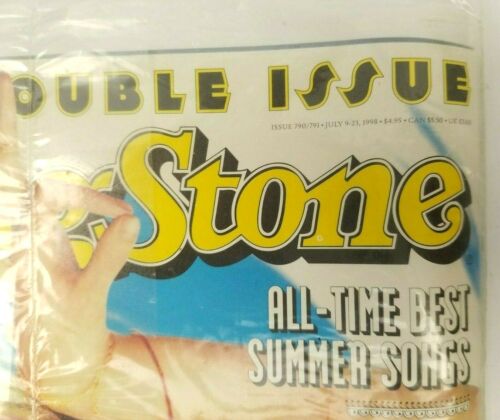 OUBLE ISSUE
ISSUE 790/791 • JULY 9-23, 1998 • $4.95 • CAN $5.50 • UK
Stone
ALL-TIME BEST
SUMMER SONGS